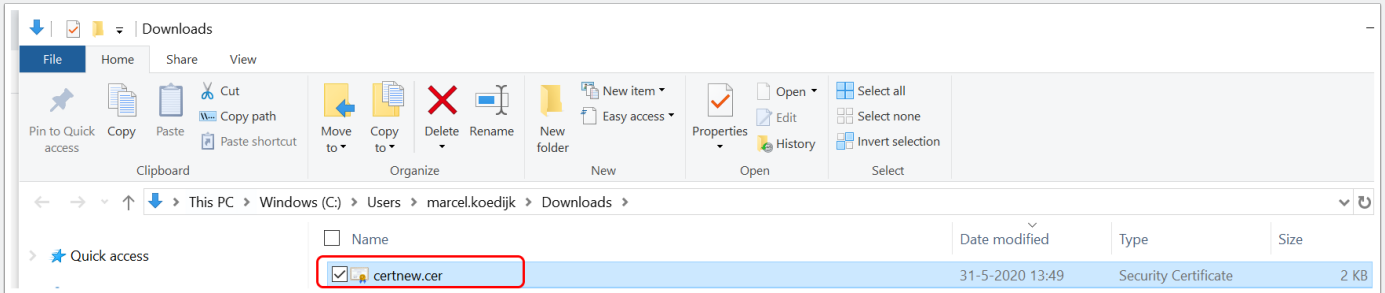 Downloads
File Home Share View
Pin to Quick access
Copy
Paste
Cut
Copy path
Paste shortcut
Clipboard
Move to
Copy to
Delete
Rename
Organize
New folder
New item
Easy access
New
Properties
Open
Edit
History
Open
Select all
Select none
Invert selection
Select
This PC Windows (C:) Users marcel.koedijk Downloads
Quick access
Name Date modified Type Size
certnew.cer 31-5-2020 13:49 Security Certificate 2 KB